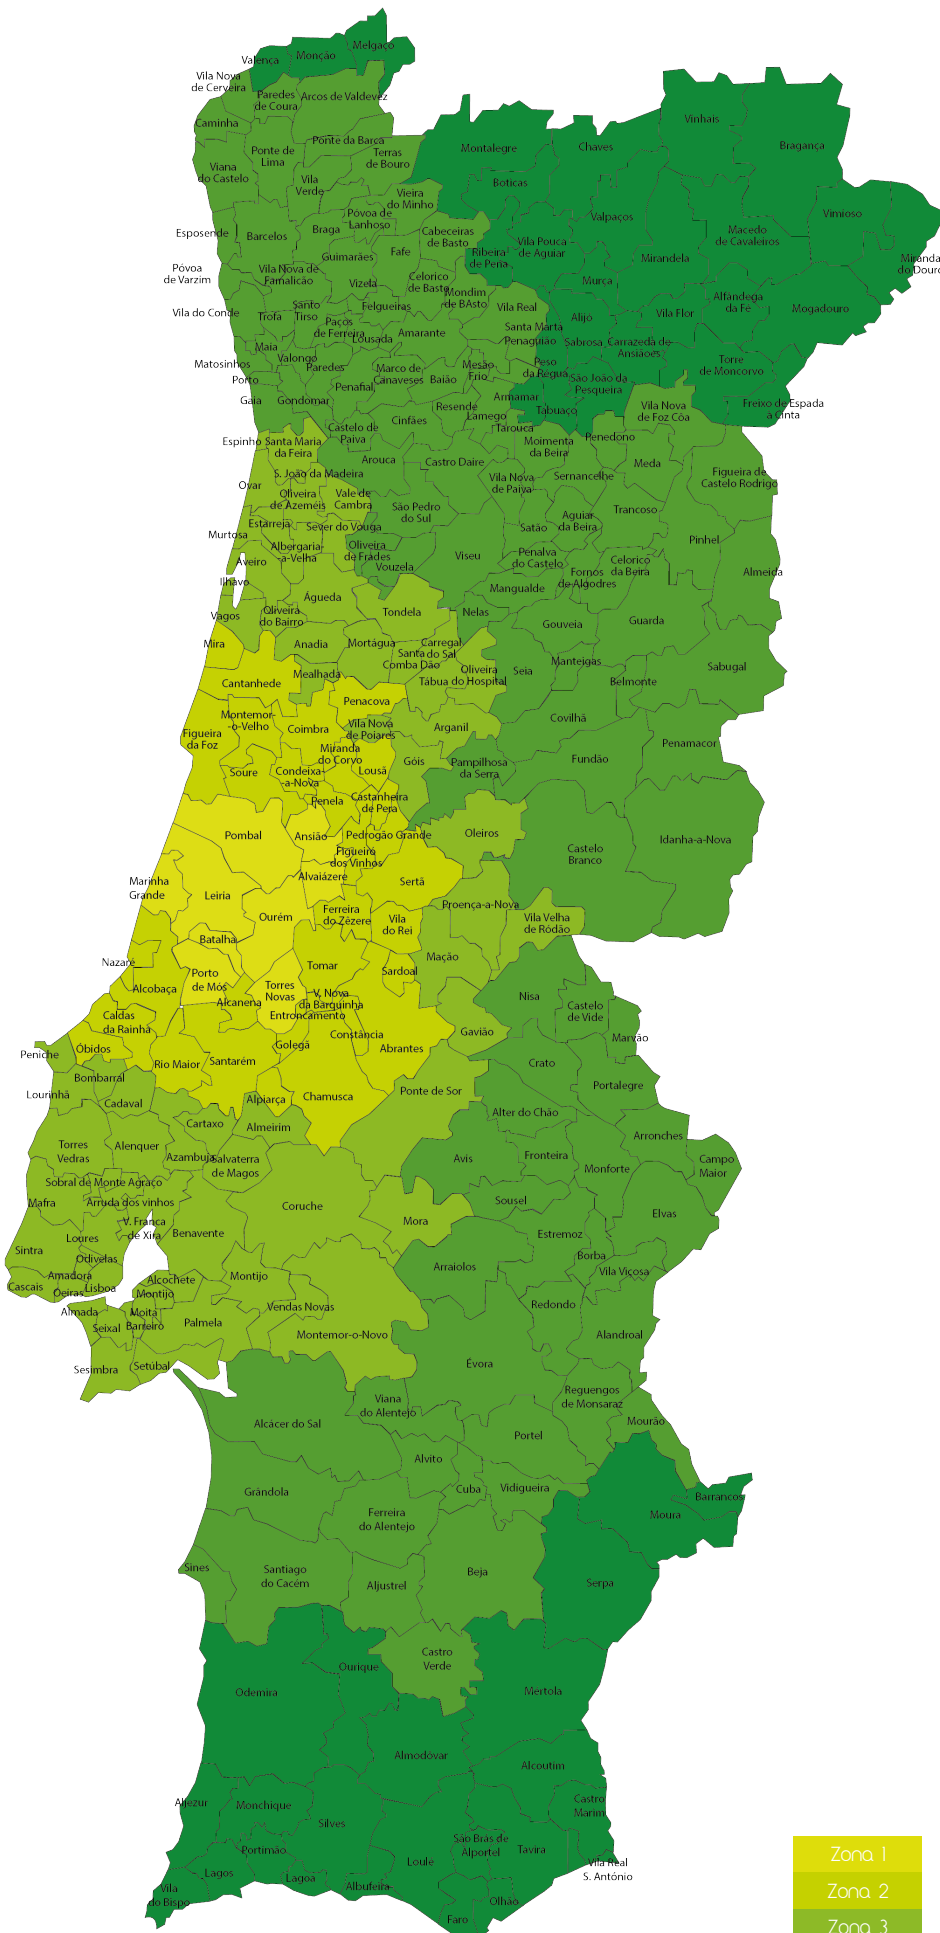 Melgaço
Monção
Valença
Vila Nova
de Cerveira
Paredes
de Coura
Arcos de Valdevez
Caminha
Ponte da Barca
Ponte de
Lima
Terras
de Bouro
Viana
do Castelo
Vila
Verde
Vieira
do Minho
Montalegre
Chaves
Vinhais
Bragança
Boticas
Valpaços
Vimioso
Póvoa de
Lanhoso
Esposende
Barcelos
Braga
Cabeceiras
de Basto
Fafe
Guimarães
Ribeira
de Pena
Vila Pouca
de Aguiar
Macedo
de Cavaleiros
Mirandela
Miranda
do Douro
Póvoa
de Varzim
Vila Nova de
Famalicão
Vizela
Celorico
de Basto
Mondim
de BAsto
Murça
Alfândega
da Fé
Mogadouro
Vila do Conde
Trofa
Santo
Tirso
Felgueiras
Vila Real
Alijo
Vila Flor
Paços
de Ferreira
Lousada
Amarante
Santa Marta
Penaguião
Sabrosa
Carrazeda de
Ansiães
Maia
Valongo
Matosinhos
Paredes
Marco de
Canaveses
Baião
Mesão
Frio
Peso
da Régua
Torre
de Moncorvo
Porto
Penafiel
São João da
Pesqueira
Gaia
Gondomar
Resende
Armamar
Lamego
Tabuaço
Vila Nova
de Foz Côa
Freixo de Espada
à Cinta
Cinfães
Castelo de
Paiva
Tarouca
Espinho
Santa Maria
da Feira
Moimenta
da Beira
Penedono
Arouca
Castro Daire
Meda
S. João da Madeira
Vila Nova
de Paiva
Sernancelhe
Figueira de
Castelo Rodrigo
Ovar
Oliveira
de Azeméis
Vale de
Cambra
São Pedro
do Sul
Aguiar
da Beira
Trancoso
Estarreja
Sever do Vouga
Satão
Murtosa
Albergaria-
-a-Velha
Oliveira
de Frades
Viseu
Penalva
do Castelo
Pinhel
Aveiro
Vouzela
Fornos
de Algodres
Celorico
da Beira
Almeida
Ilhavo
Mangualde
Águeda
Vagos
Oliveira
do Bairro
Tondela
Nelas
Gouveia
Guarda
Mira
Anadia
Mortágua
Carregal
do Sal
Santa
Comba Dão
Manteigas
Sabugal
Cantanhede
Mealhada
Tábua
Oliveira
do Hospital
Seia
Belmonte
Penacova
Montemor-
-o-Velho
Coimbra
Vila Nova
de Poiares
Arganil
Covilhã
Figueira
da Foz
Penamacor
Miranda
do Corvo
Góis
Pampilhosa
da Serra
Fundão
Soure
Condeixa-
-a-Nova
Lousã
Penela
Castanheira
de Pera
Pombal
Ansião
Pedrogão Grande
Oleiros
Idanha-a-Nova
Figueiró
dos Vinhos
Castelo
Branco
Marinha
Grande
Leiria
Alvaiázere
Sertã
Proença-a-Nova
Ourém
Ferreira
do Zêzere
Vila
do Rei
Vila Velha
de Ródão
Batalha
Nazaré
Tomar
Sardoal
Mação
Alcobaça
Porto
de Mós
Torres
Novas
V. Nova
da Barquinha
Nisa
Alcanena
Entroncamento
Castelo
de Vide
Caldas
da Rainha
Golegã
Constância
Gavião
Marvão
Peniche
Óbidos
Abrantes
Rio Maior
Santarém
Crato
Bombarral
Portalegre
Lourinhã
Cadaval
Alpiarça
Chamusca
Ponte de Sor
Cartaxo
Almeirim
Alter do Chão
Arronches
Torres
Vedras
Alenquer
Azambuja
Salvaterra
de Magos
Avis
Fronteira
Monforte
Campo
Maior
Sobral de Monte Agraço
Mafra
Arruda dos vinhos
Coruche
Sousel
Elvas
V. Franca
de Xira
Benavente
Mora
Estremoz
Sintra
Loures
Borba
Odivelas
Arraiolos
Vila Viçosa
Amadora
Alcochete
Montijo
Cascais
Oeiras
Lisboa
Montijo
Almada
Moita
Vendas Novas
Redondo
Seixal
Barreiro
Palmela
Montemor-o-Novo
Alandroal
Sesimbra
Setúbal
Évora
Viana
do Alentejo
Reguengos
de Monsaraz
Alcácer do Sal
Mourão
Portel
Alvito
Grândola
Cuba
Vidigueira
Barrancos
Ferreira
do Alentejo
Moura
Sines
Santiago
do Cacém
Aljustrel
Beja
Serpa
Castro
Verde
Ourique
Odemira
Mértola
Almodôvar
Alcoutim
Aljezur
Monchique
Castro
Marim
Silves
São Brás de
Alportel
Tavira
Portimão
Loulé
Lagos
Lagoa
Albufeira
Vila Real
S. António
Vila
do Bispo
Olhão
Faro
Zona 1
Zona 2
Zona 3